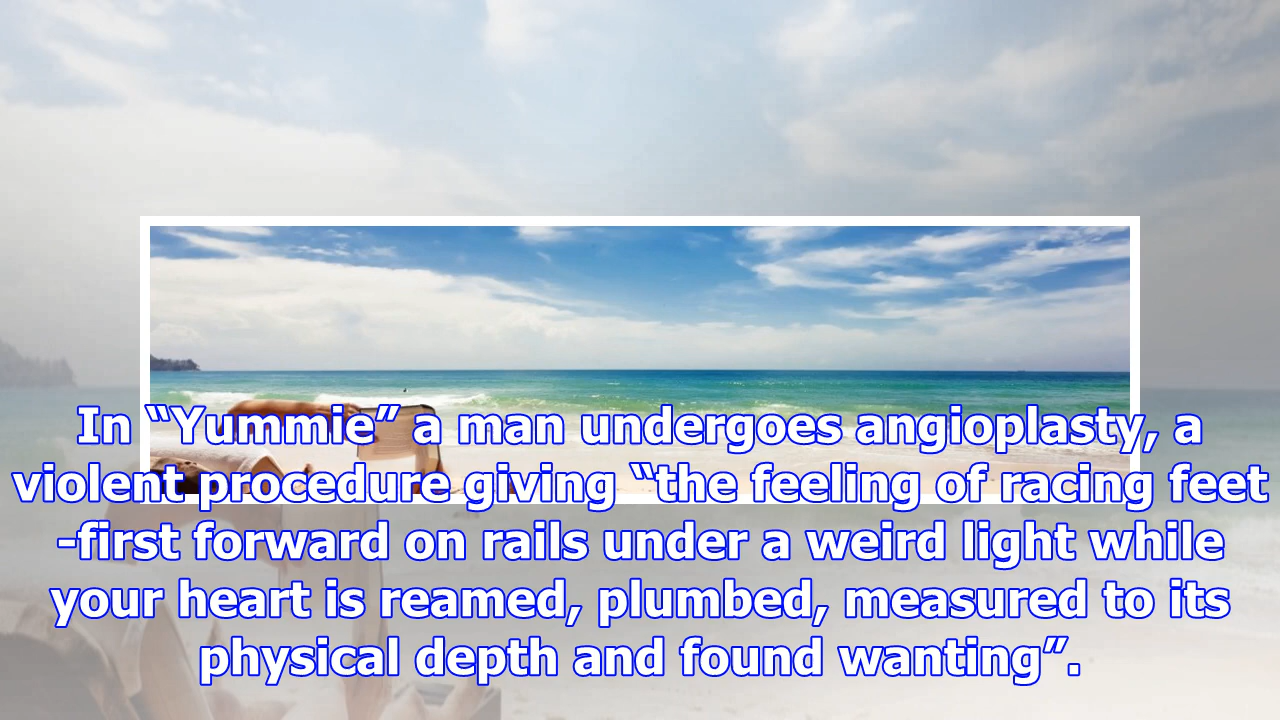 In “Yummie” a man undergoes angioplasty, a
violent procedure giving “the feeling of racing feet
-first forward on rails under a weird light while
your heart is reamed, plumbed, measured to its
physical depth and found wanting”.